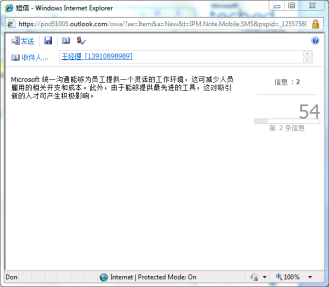 短信 - Windows Internet Explorer
https://pod51005.outlook.com/owa/?ee=Item&a=New&t=IPM.Note.Mobile.SMS&pspid=_1255758
发送
收件人... 王经理 [13910898989]
Microsoft 统一沟通能够为员工提供一个灵活的工作环境，这可减少人员
雇用的相关开支和成本。此外，由于能够提供最先进的工具，这对吸引
新的人才可产生积极影响。
信息：2
54
第 2 条信息
Don
Internet | Protected Mode: On
100%